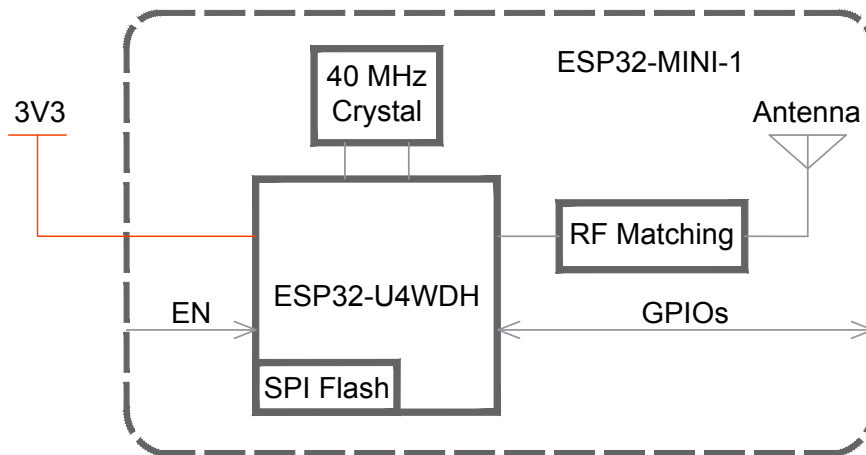 ESP32-MINI-1
40 MHz
Crystal
3V3
Antenna
RF Matching
ESP32-U4WDH
EN
GPIOs
SPI Flash